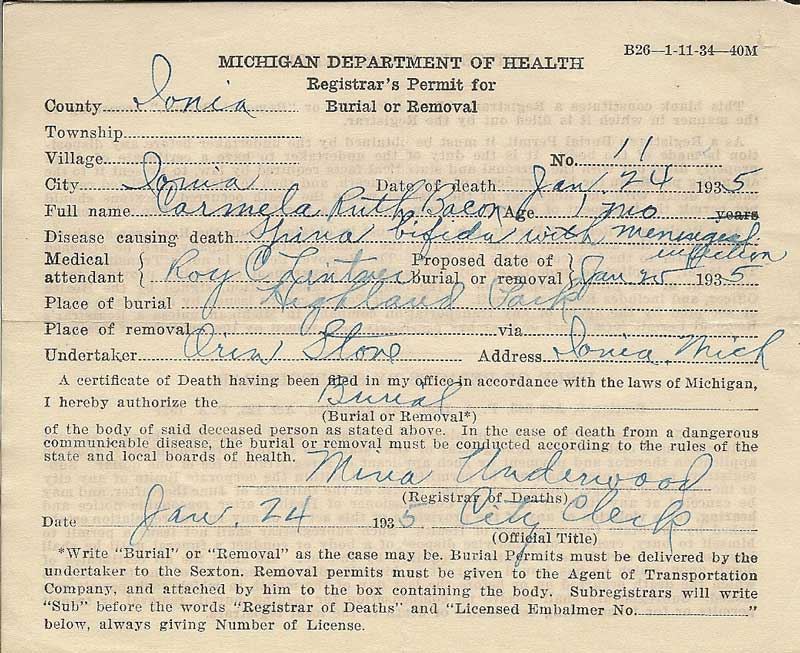 B26—1-11-34—40M
MICHIGAN DEPARTMENT OF HEALTH
Registrar's Permit for
Burial or Removal
County Ionia
Township
Village No. 11
City Ionia Date of death Jan. 24 1935
Full name Carmela Ruth Bacon Age 1 mo years
Disease causing death Spina bifida with meningeal infection
Medical attendant Roy C Lintner Proposed date of burial or removal Jan 25 1935
Place of burial Highland Park
Place of removal via
Undertaker Orin Stone Address Ionia, Mich
A certificate of Death having been filed in my office in accordance with the laws of Michigan,
I hereby authorize the Burial
(Burial or Removal*)
of the body of said deceased person as stated above. In the case of death from a dangerous
communicable disease, the burial or removal must be conducted according to the rules of the
state and local boards of health.
Mina Underwood
(Registrar of Deaths)
Date Jan. 24 1935 City Clerk
(Official Title)
*Write "Burial" or "Removal" as the case may be. Burial Permits must be delivered by the
undertaker to the Sexton. Removal permits must be given to the Agent of Transportation
Company, and attached by him to the box containing the body. Subregistrars will write
"Sub" before the words "Registrar of Deaths" and "Licensed Embalmer No. "
below, always giving Number of License.